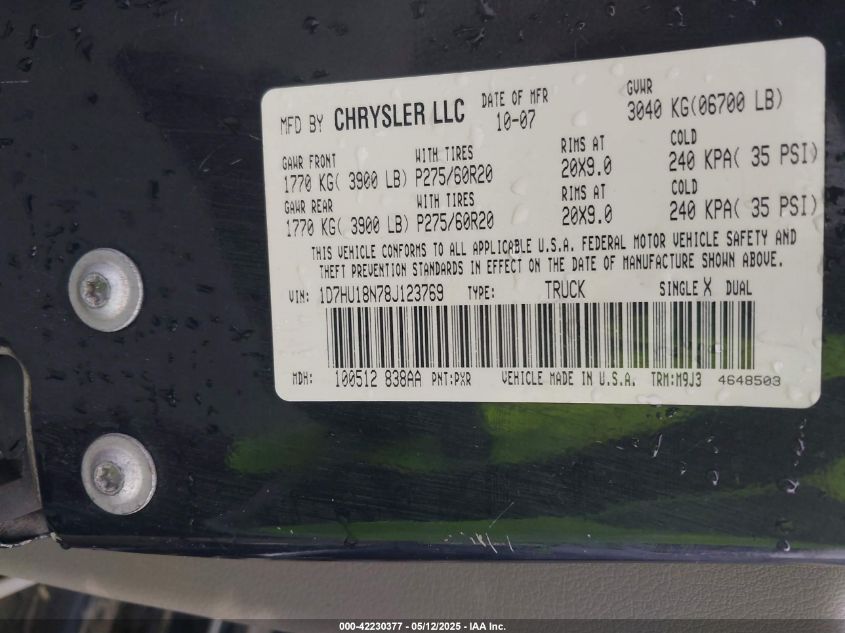 MFD BY CHRYSLER LLC DATE OF MFR 10-07 GVWR 3040 KG(06700 LB)
GAWR FRONT WITH TIRES RIMS AT COLD
1770 KG( 3900 LB) P275/60R20 20X9.0 240 KPA( 35 PSI)
GAWR REAR WITH TIRES RIMS AT COLD
1770 KG( 3900 LB) P275/60R20 20X9.0 240 KPA( 35 PSI)
THIS VEHICLE CONFORMS TO ALL APPLICABLE U.S.A. FEDERAL MOTOR VEHICLE SAFETY AND
THEFT PREVENTION STANDARDS IN EFFECT ON THE DATE OF MANUFACTURE SHOWN ABOVE.
VIN: 1D7HU18N78J123769 TYPE: TRUCK SINGLE X DUAL
MDH: 100512 838AA PNT:PXR VEHICLE MADE IN U.S.A. TRM:M9J3 4648503
000-42230377 - 05/12/2025 - IAA Inc.